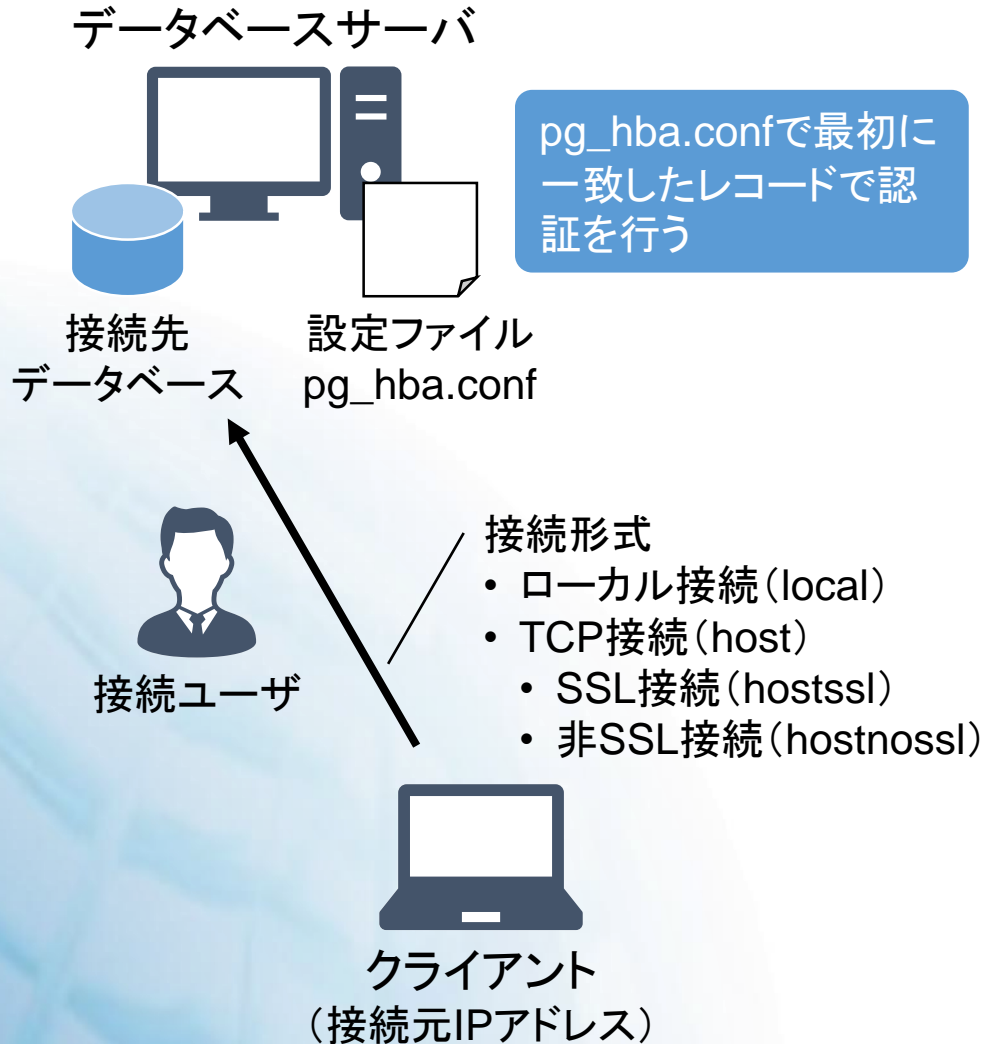 データベースサーバ
pg_hba.confで最初に
一致したレコードで認
証を行う
接続先
データベース
設定ファイル
pg_hba.conf
接続形式
• ローカル接続（local）
• TCP接続（host）
• SSL接続（hostssl）
• 非SSL接続（hostnossl）
接続ユーザ
クライアント
（接続元IPアドレス）